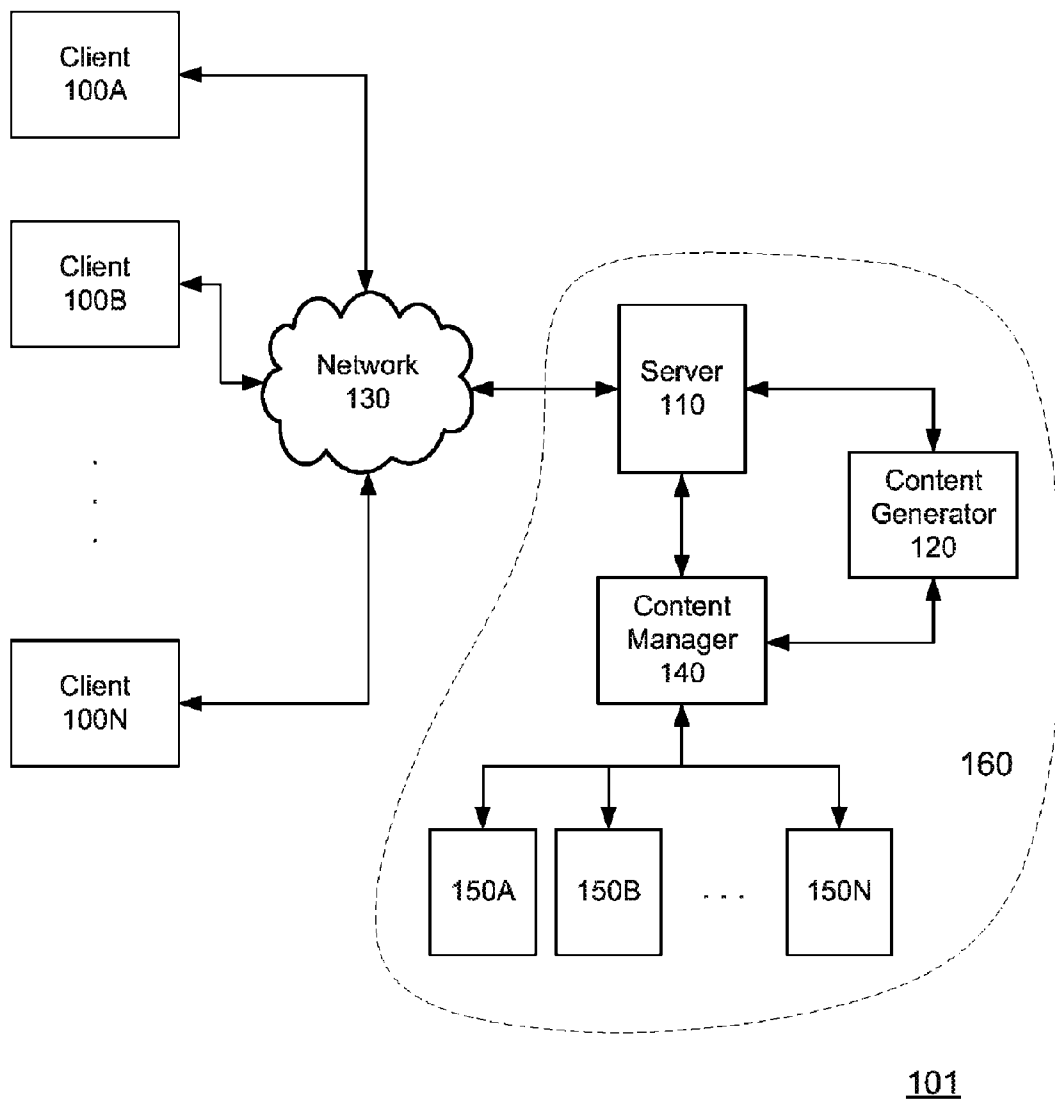 Client
100A
Client
100B
Network
130
Server
110
Content
Generator
120
Content
Manager
140
Client
100N
160
150A
150B
. . .
150N
101